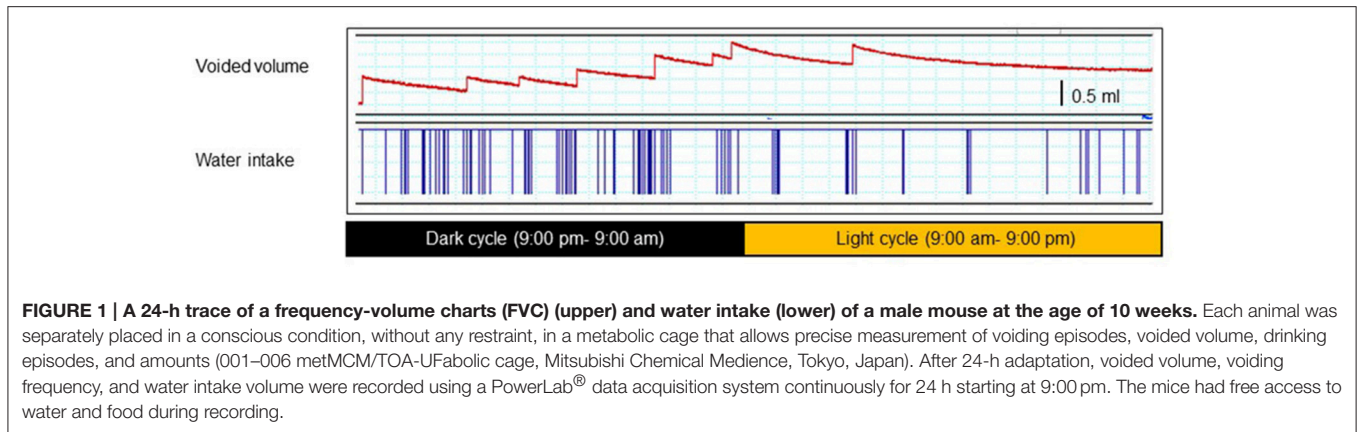 Voided volume
0.5 ml
Water intake
Dark cycle (9:00 pm- 9:00 am) Light cycle (9:00 am- 9:00 pm)
FIGURE 1 | A 24-h trace of a frequency-volume charts (FVC) (upper) and water intake (lower) of a male mouse at the age of 10 weeks. Each animal was
separately placed in a conscious condition, without any restraint, in a metabolic cage that allows precise measurement of voiding episodes, voided volume, drinking
episodes, and amounts (001–006 metMCM/TOA-UFabolic cage, Mitsubishi Chemical Medience, Tokyo, Japan). After 24-h adaptation, voided volume, voiding
frequency, and water intake volume were recorded using a PowerLab® data acquisition system continuously for 24 h starting at 9:00 pm. The mice had free access to
water and food during recording.